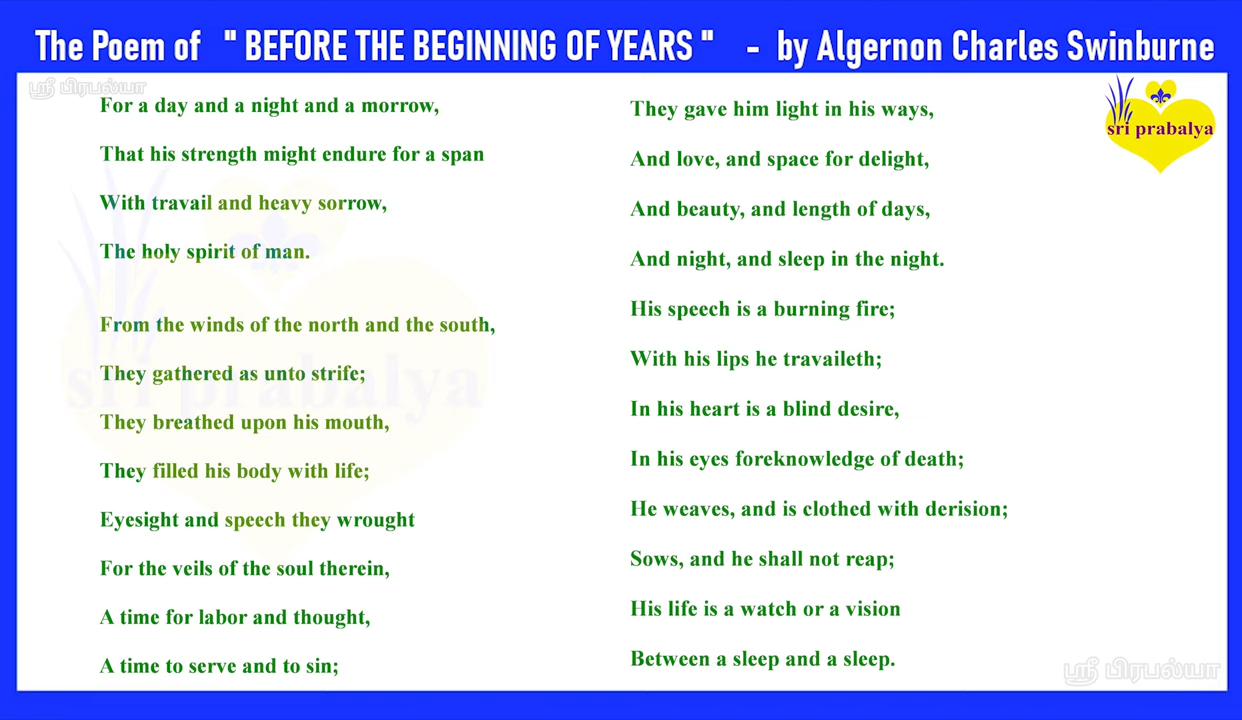 The Poem of " BEFORE THE BEGINNING OF YEARS " - by Algernon Charles Swinburne
ஸ்ரீ பிரபல்யா
For a day and a night and a morrow,
That his strength might endure for a span
With travail and heavy sorrow,
The holy spirit of man.
From the winds of the north and the south,
They gathered as unto strife;
They breathed upon his mouth,
They filled his body with life;
Eyesight and speech they wrought
For the veils of the soul therein,
A time for labor and thought,
A time to serve and to sin;
sri prabalya
sri prabalya
They gave him light in his ways,
And love, and space for delight,
And beauty, and length of days,
And night, and sleep in the night.
His speech is a burning fire;
With his lips he travaileth;
In his heart is a blind desire,
In his eyes foreknowledge of death;
He weaves, and is clothed with derision;
Sows, and he shall not reap;
His life is a watch or a vision
Between a sleep and a sleep.
ஸ்ரீ பிரபல்யா